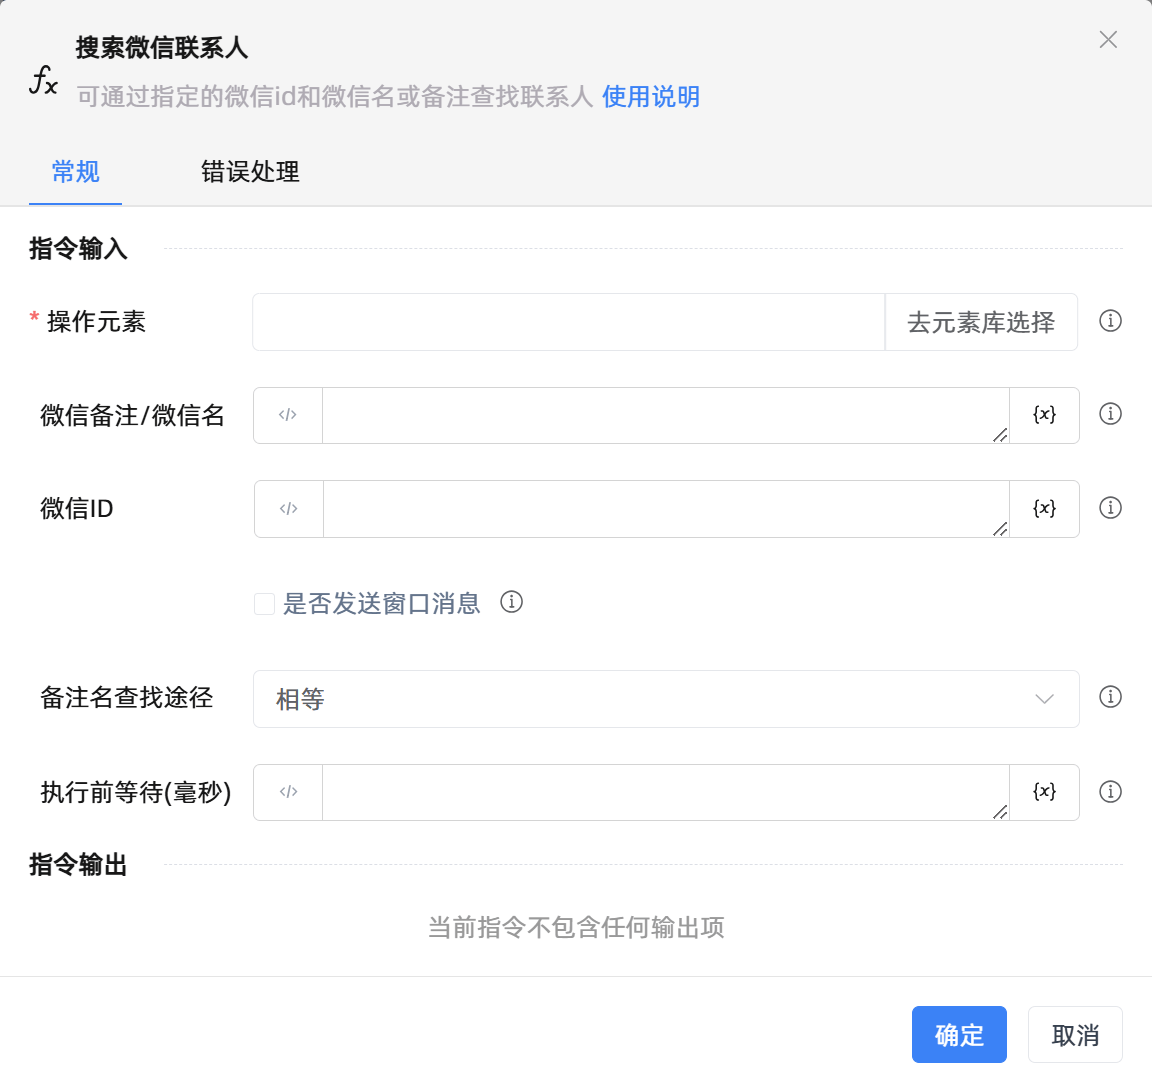 搜索微信联系人
fx
可通过指定的微信id和微信名或备注查找联系人 使用说明
常规 错误处理
指令输入
* 操作元素 去元素库选择
微信备注/微信名 </> {x}
微信ID </> {x}
是否发送窗口消息
备注名查找途径 相等
执行前等待(毫秒) </> {x}
指令输出
当前指令不包含任何输出项
确定 取消